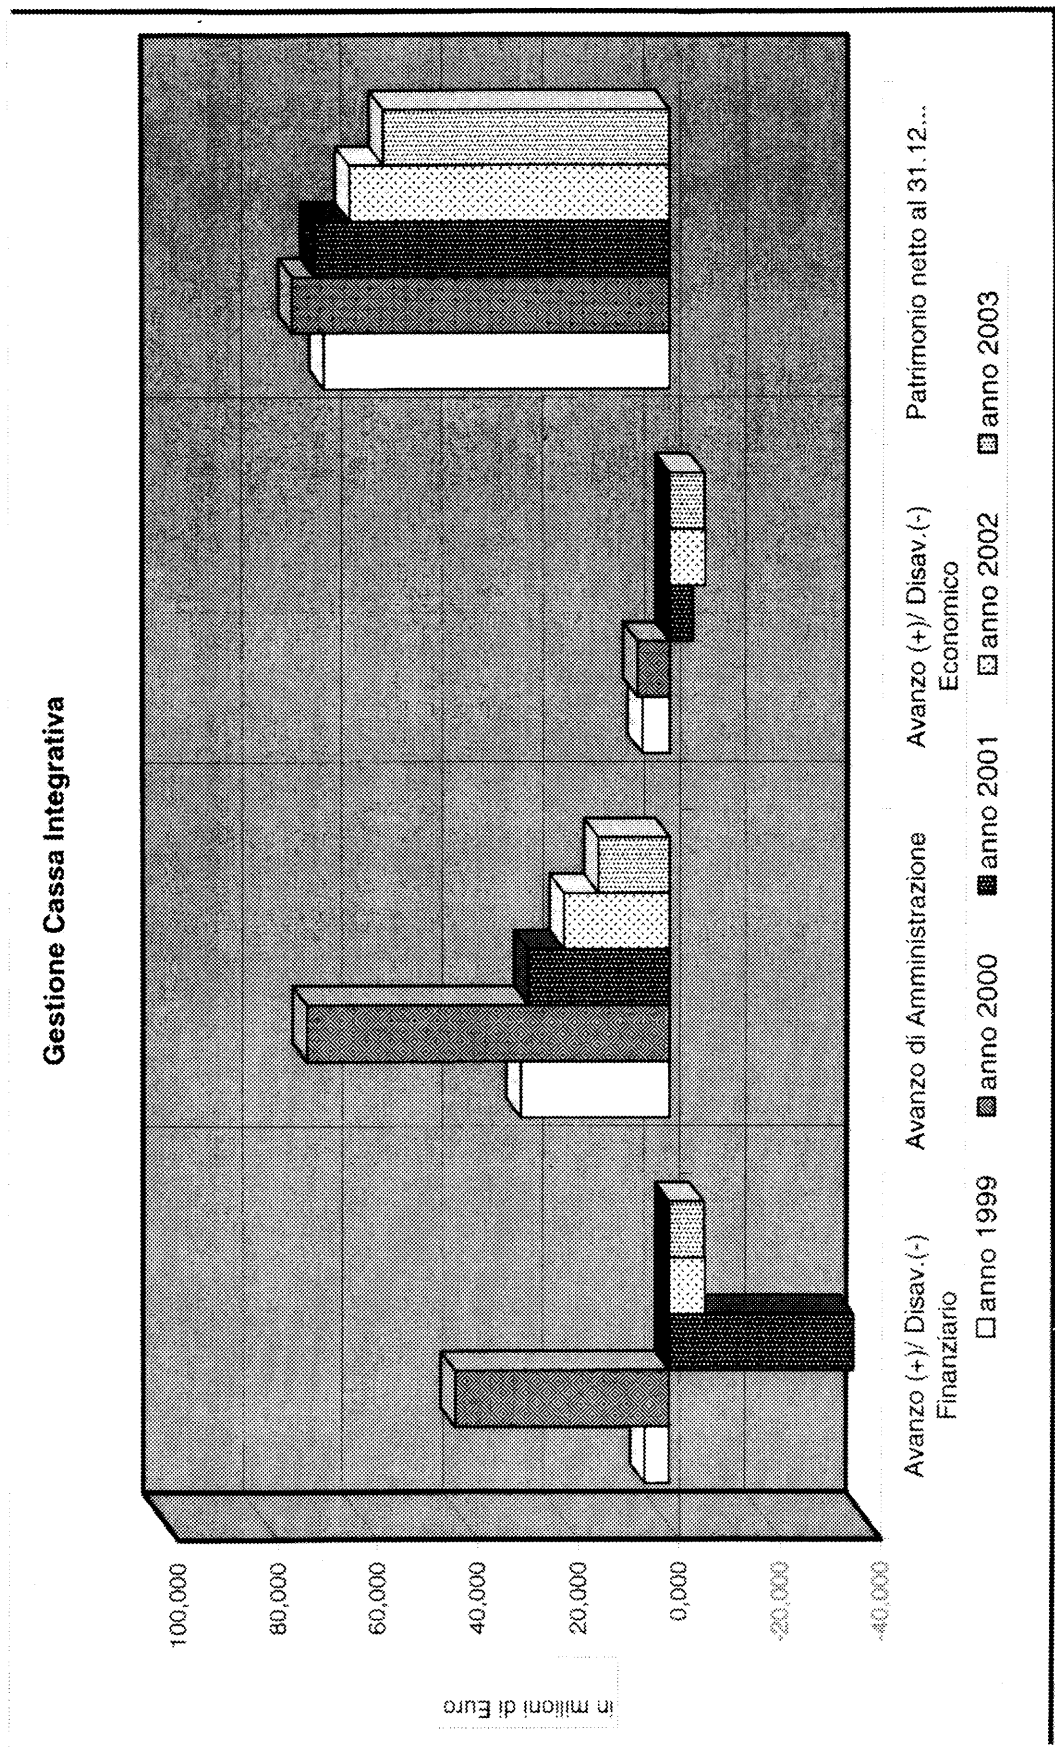 Gestione Cassa Integrativa
in milioni di Euro
100,000
80,000
60,000
40,000
20,000
0,000
-20,000
-40,000
Avanzo (+)/ Disav.(-)
Finanziario
Avanzo di Amministrazione
Avanzo (+)/ Disav.(-)
Economico
Patrimonio netto al 31.12...
anno 1999 anno 2000 anno 2001 anno 2002 anno 2003